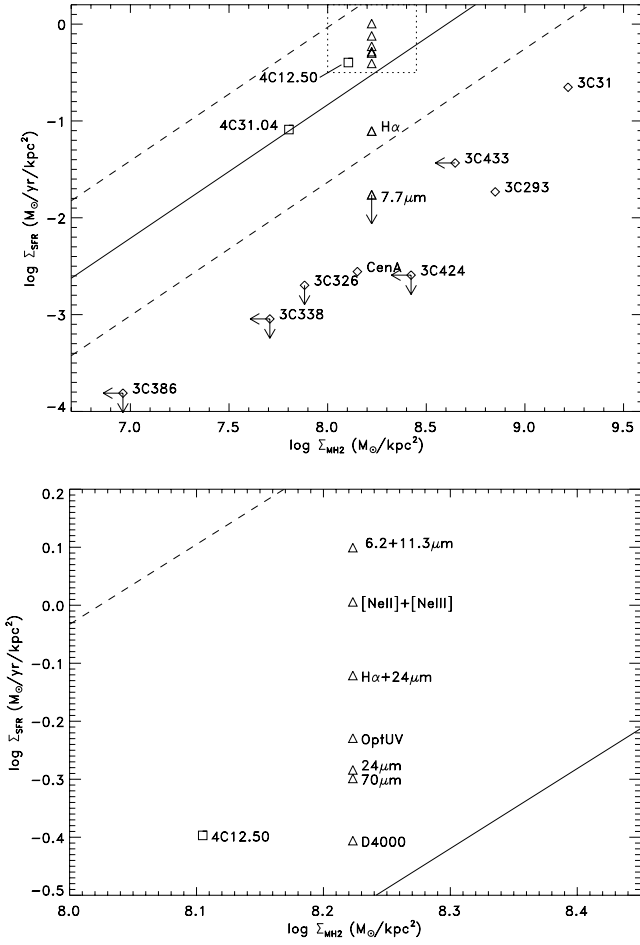 0
-1
-2
-3
-4
log Σ_SFR (M☉/yr/kpc²)
4C12.50
3C31
4C31.04
Hα
3C433
7.7μm
3C293
CenA
3C424
3C326
3C338
3C386
7.0 7.5 8.0 8.5 9.0 9.5
log Σ_MH2 (M☉/kpc²)
0.2
0.1
0.0
-0.1
-0.2
-0.3
-0.4
-0.5
log Σ_SFR (M☉/yr/kpc²)
6.2+11.3μm
[NeII]+[NeIII]
Hα+24μm
OptUV
24μm
70μm
4C12.50
D4000
8.0 8.1 8.2 8.3 8.4
log Σ_MH2 (M☉/kpc²)